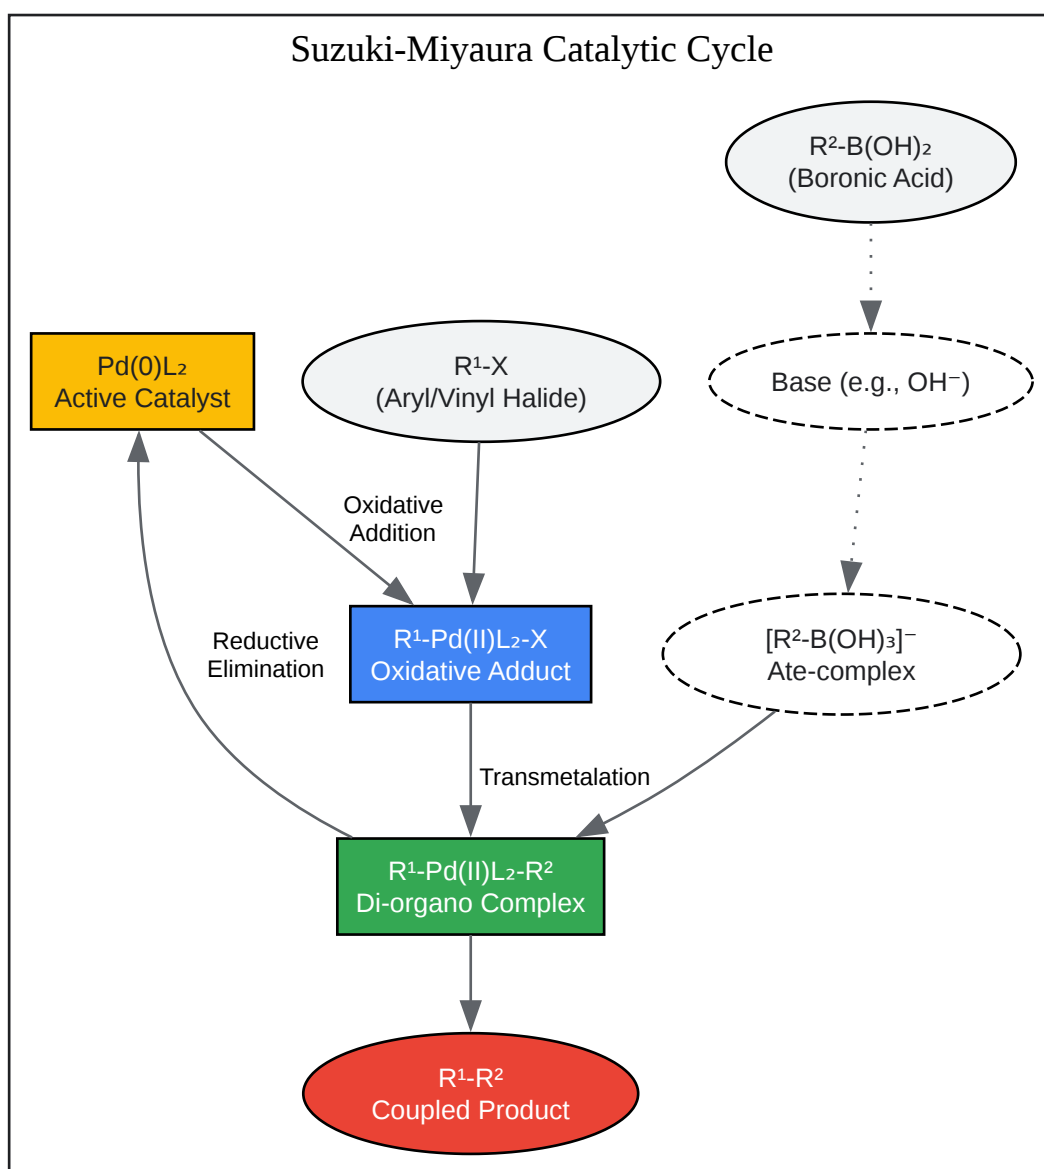 Suzuki-Miyaura Catalytic Cycle
R²-B(OH)₂
(Boronic Acid)
Pd(0)L₂
Active Catalyst
R¹-X
(Aryl/Vinyl Halide)
Base (e.g., OH⁻)
Oxidative
Addition
Reductive
Elimination
R¹-Pd(II)L₂-X
Oxidative Adduct
[R²-B(OH)₃]⁻
Ate-complex
Transmetalation
R¹-Pd(II)L₂-R²
Di-organo Complex
R¹-R²
Coupled Product